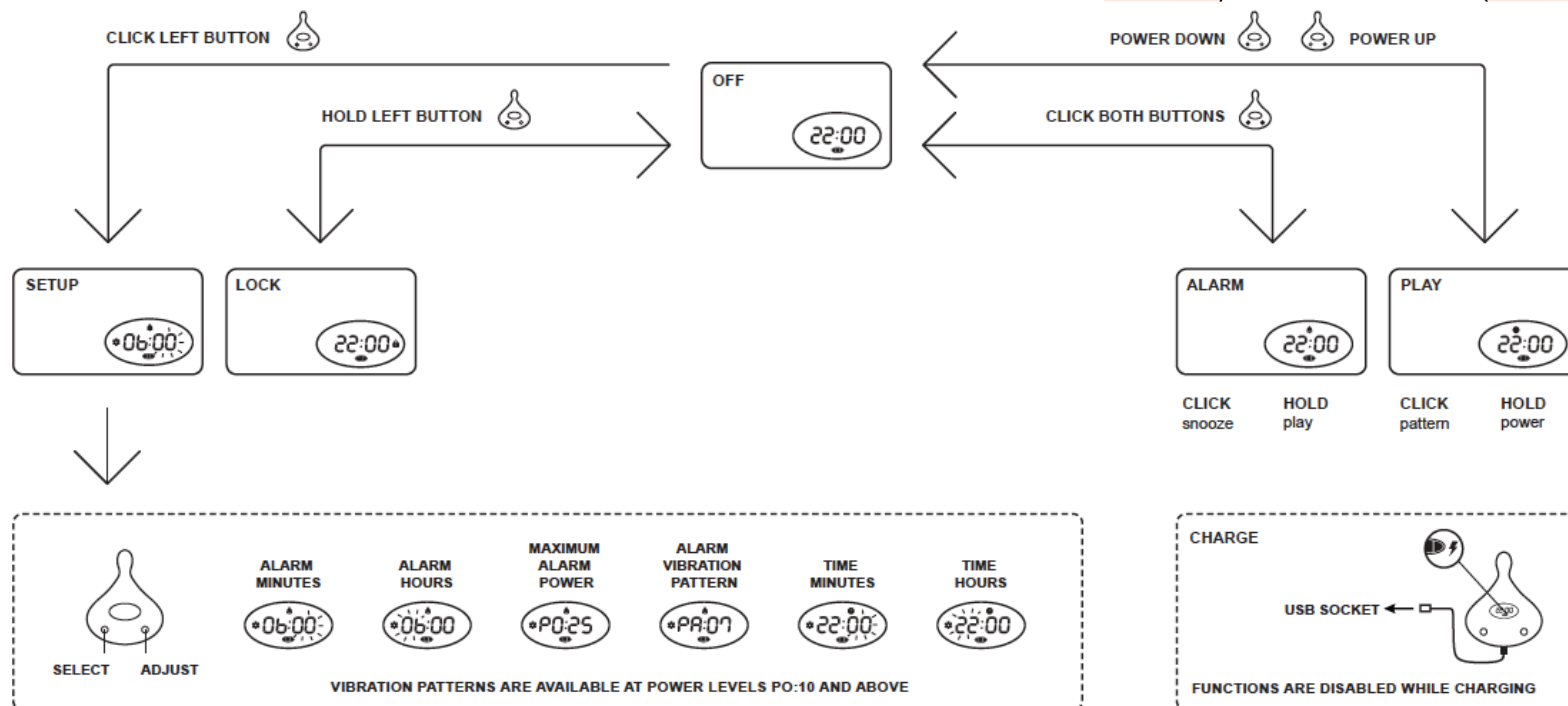 CLICK LEFT BUTTON
POWER DOWN
POWER UP
OFF
22:00
HOLD LEFT BUTTON
CLICK BOTH BUTTONS
SETUP
06:00
LOCK
22:00
ALARM
22:00
PLAY
22:00
CLICK
snooze
HOLD
play
CLICK
pattern
HOLD
power
SELECT
ADJUST
ALARM
MINUTES
06:00
ALARM
HOURS
06:00
MAXIMUM
ALARM
POWER
PO:25
ALARM
VIBRATION
PATTERN
PA:07
TIME
MINUTES
22:00
TIME
HOURS
22:00
VIBRATION PATTERNS ARE AVAILABLE AT POWER LEVELS PO:10 AND ABOVE
CHARGE
22:00
USB SOCKET
FUNCTIONS ARE DISABLED WHILE CHARGING